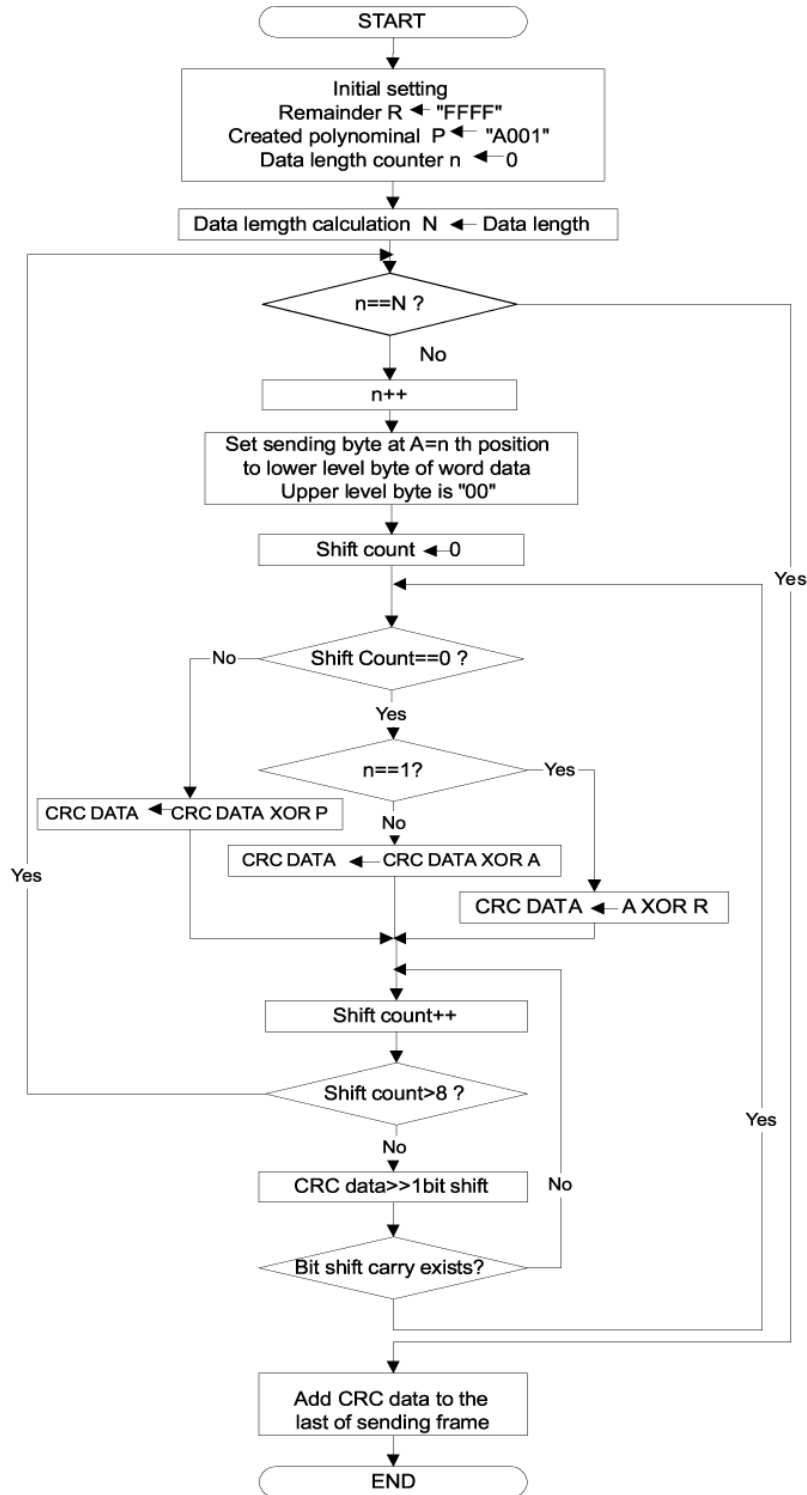 START
Initial setting
Remainder R ← "FFFF"
Created polynominal P ← "A001"
Data length counter n ← 0
Data lemgth calculation N ← Data length
n==N ?
No
n++
Set sending byte at A=n th position
to lower level byte of word data
Upper level byte is "00"
Shift count ← 0
Yes
No
Shift Count==0 ?
Yes
n==1?
Yes
CRC DATA ← CRC DATA XOR P
No
CRC DATA ← CRC DATA XOR A
Yes
CRC DATA ← A XOR R
Shift count++
Shift count>8 ?
Yes
No
CRC data>>1bit shift
No
Bit shift carry exists?
Add CRC data to the
last of sending frame
END